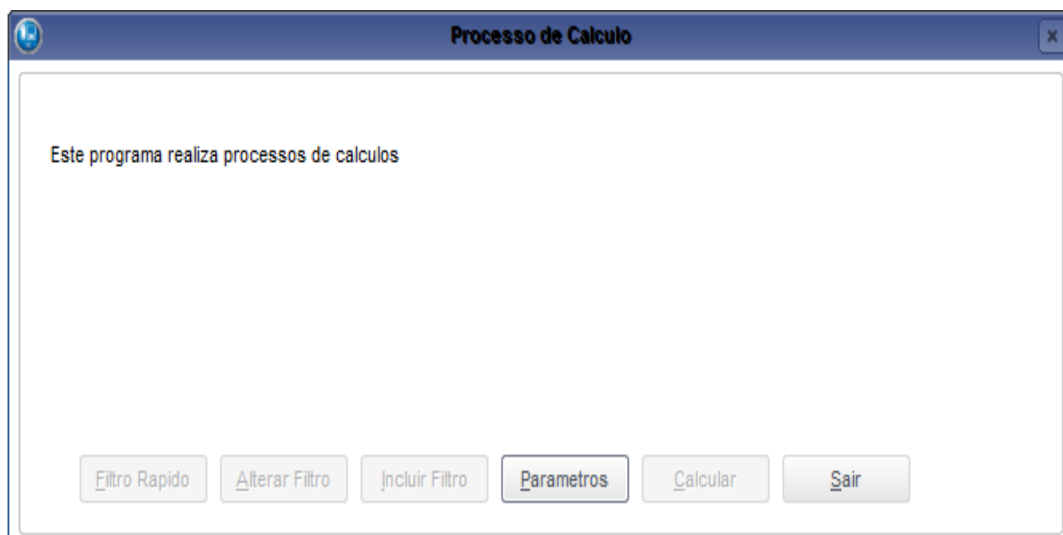 Processo de Calculo
Este programa realiza processos de calculos
Filtro Rapido Alterar Filtro Incluir Filtro Parametros Calcular Sair